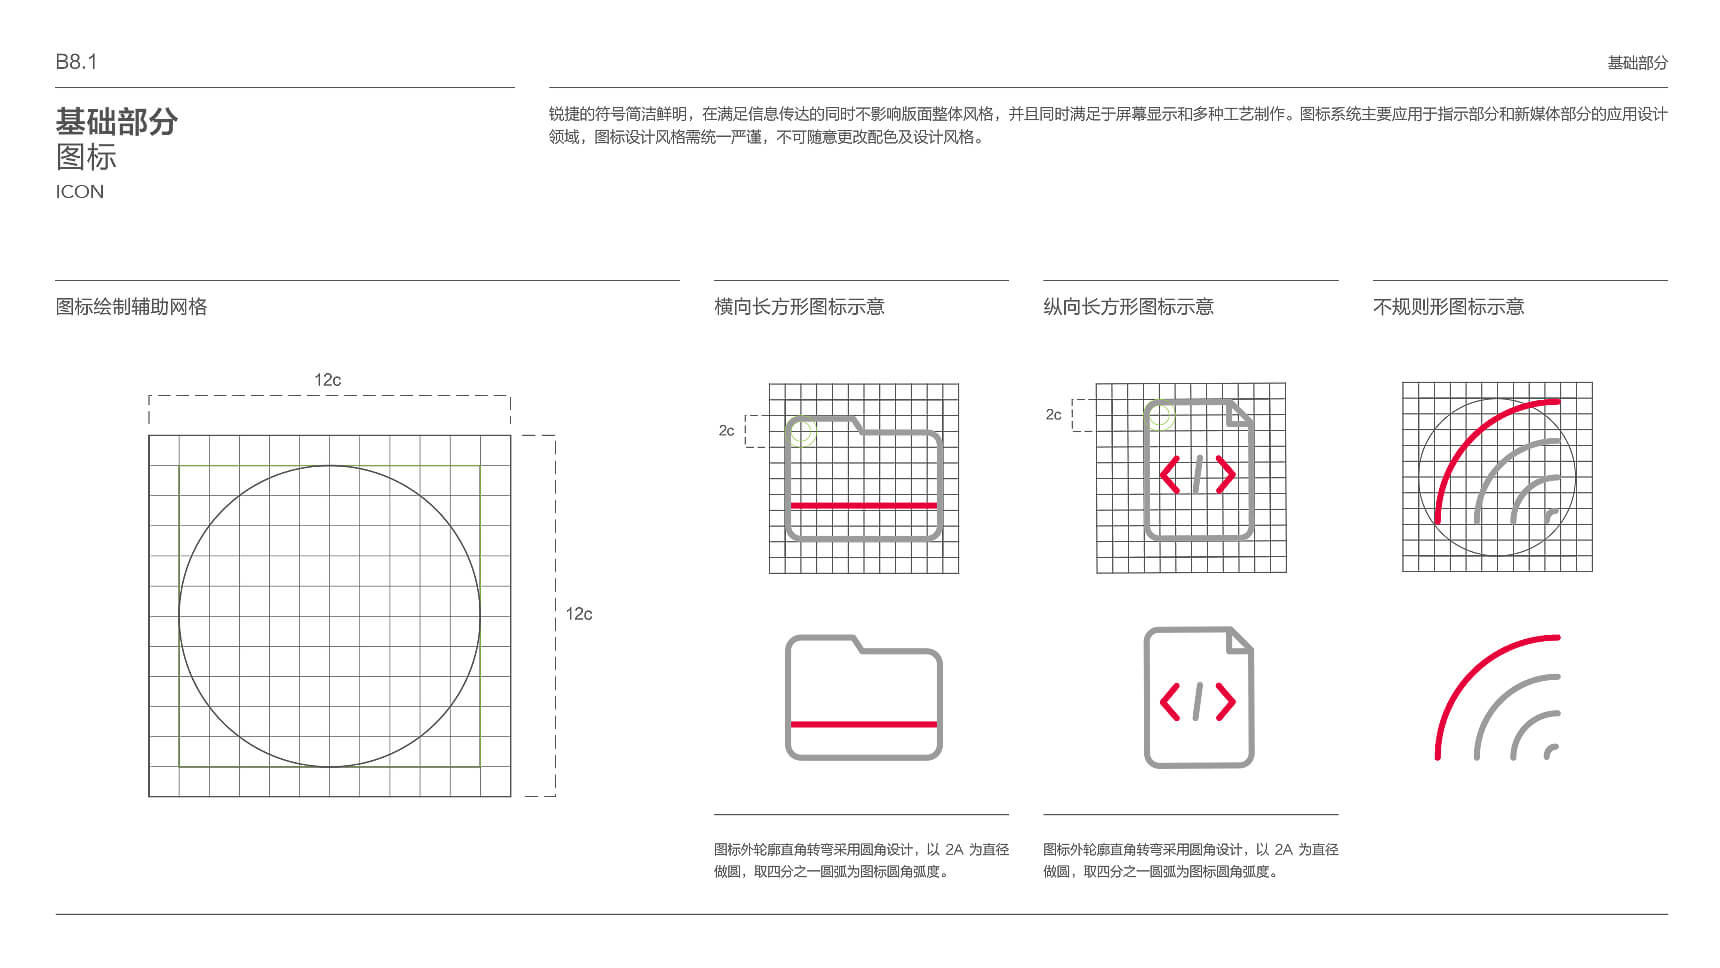 B8.1
基础部分
基础部分
图标
ICON
锐捷的符号简洁鲜明，在满足信息传达的同时不影响版面整体风格，并且同时满足于屏幕显示和多种工艺制作。图标系统主要应用于指示部分和新媒体部分的应用设计
领域，图标设计风格需统一严谨，不可随意更改配色及设计风格。
图标绘制辅助网格
12c
12c
横向长方形图标示意
2c
图标外轮廓直角转弯采用圆角设计，以 2A 为直径
做圆，取四分之一圆弧为图标圆角弧度。
纵向长方形图标示意
2c
图标外轮廓直角转弯采用圆角设计，以 2A 为直径
做圆，取四分之一圆弧为图标圆角弧度。
不规则形图标示意